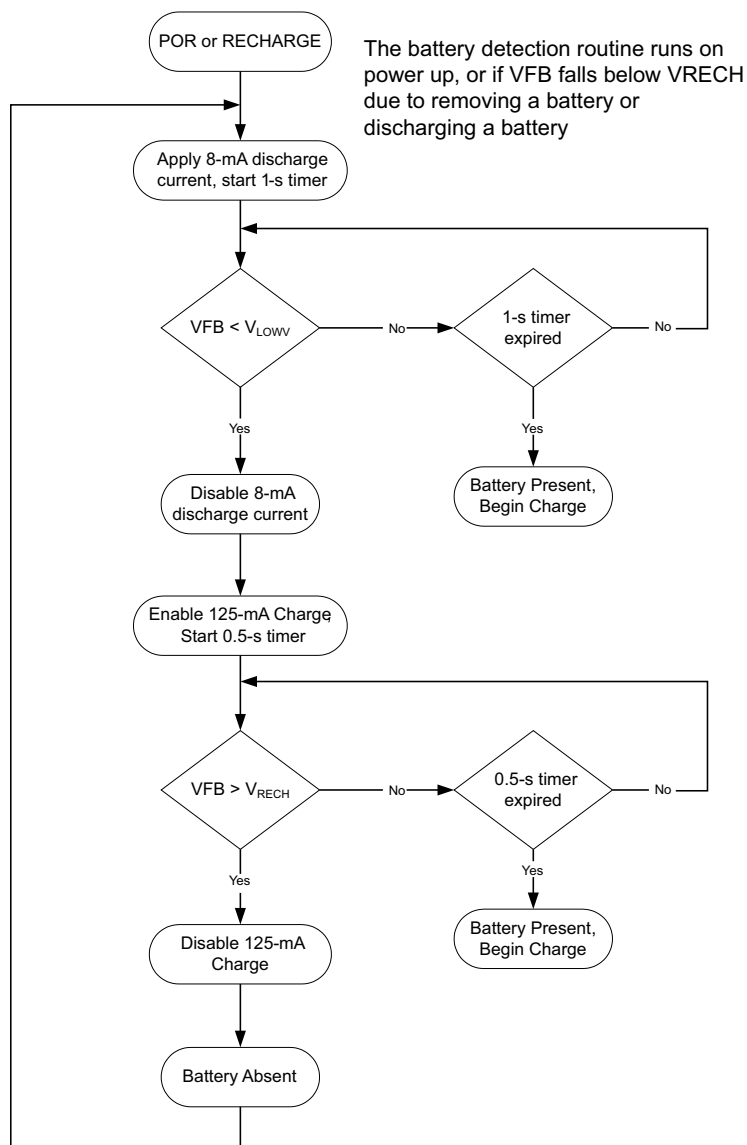 POR or RECHARGE
The battery detection routine runs on
power up, or if VFB falls below VRECH
due to removing a battery or
discharging a battery
Apply 8-mA discharge
current, start 1-s timer
VFB < VLOWV
No
1-s timer
expired
No
Yes
Yes
Disable 8-mA
discharge current
Battery Present,
Begin Charge
Enable 125-mA Charge,
Start 0.5-s timer
VFB > VRECH
No
0.5-s timer
expired
No
Yes
Yes
Disable 125-mA
Charge
Battery Present,
Begin Charge
Battery Absent